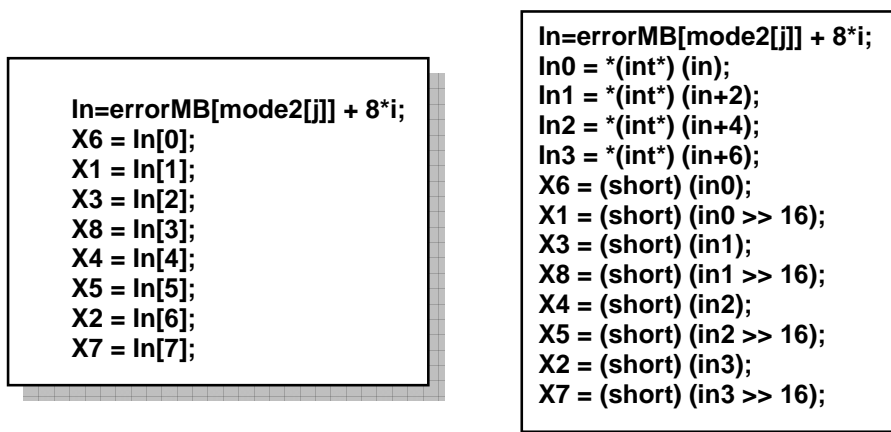 In=errorMB[mode2[j]] + 8*i;
X6 = In[0];
X1 = In[1];
X3 = In[2];
X8 = In[3];
X4 = In[4];
X5 = In[5];
X2 = In[6];
X7 = In[7];
In=errorMB[mode2[j]] + 8*i;
In0 = *(int*) (in);
In1 = *(int*) (in+2);
In2 = *(int*) (in+4);
In3 = *(int*) (in+6);
X6 = (short) (in0);
X1 = (short) (in0 >> 16);
X3 = (short) (in1);
X8 = (short) (in1 >> 16);
X4 = (short) (in2);
X5 = (short) (in2 >> 16);
X2 = (short) (in3);
X7 = (short) (in3 >> 16);